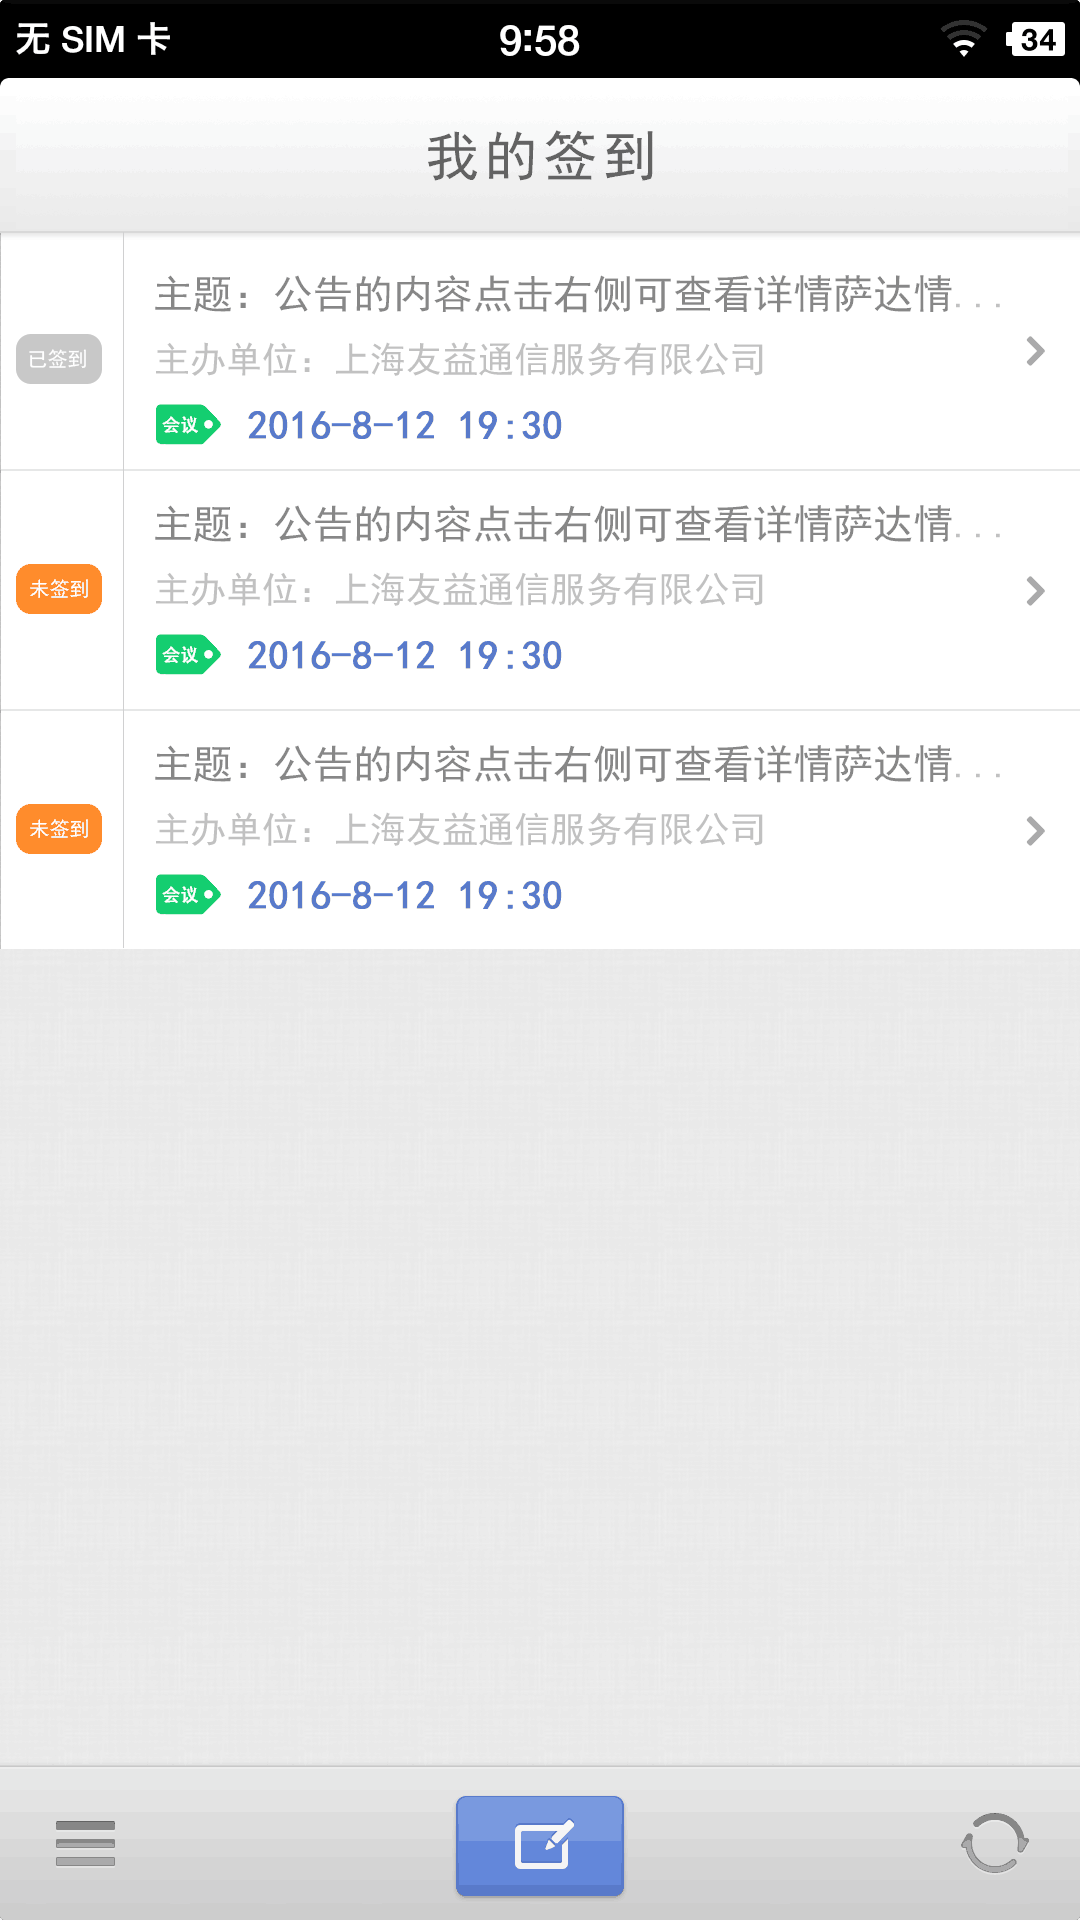 无 SIM 卡 9:58 34
我的签到
主题：公告的内容点击右侧可查看详情萨达情...
已签到
主办单位：上海友益通信服务有限公司
会议 2016-8-12 19:30
主题：公告的内容点击右侧可查看详情萨达情...
未签到
主办单位：上海友益通信服务有限公司
会议 2016-8-12 19:30
主题：公告的内容点击右侧可查看详情萨达情...
未签到
主办单位：上海友益通信服务有限公司
会议 2016-8-12 19:30